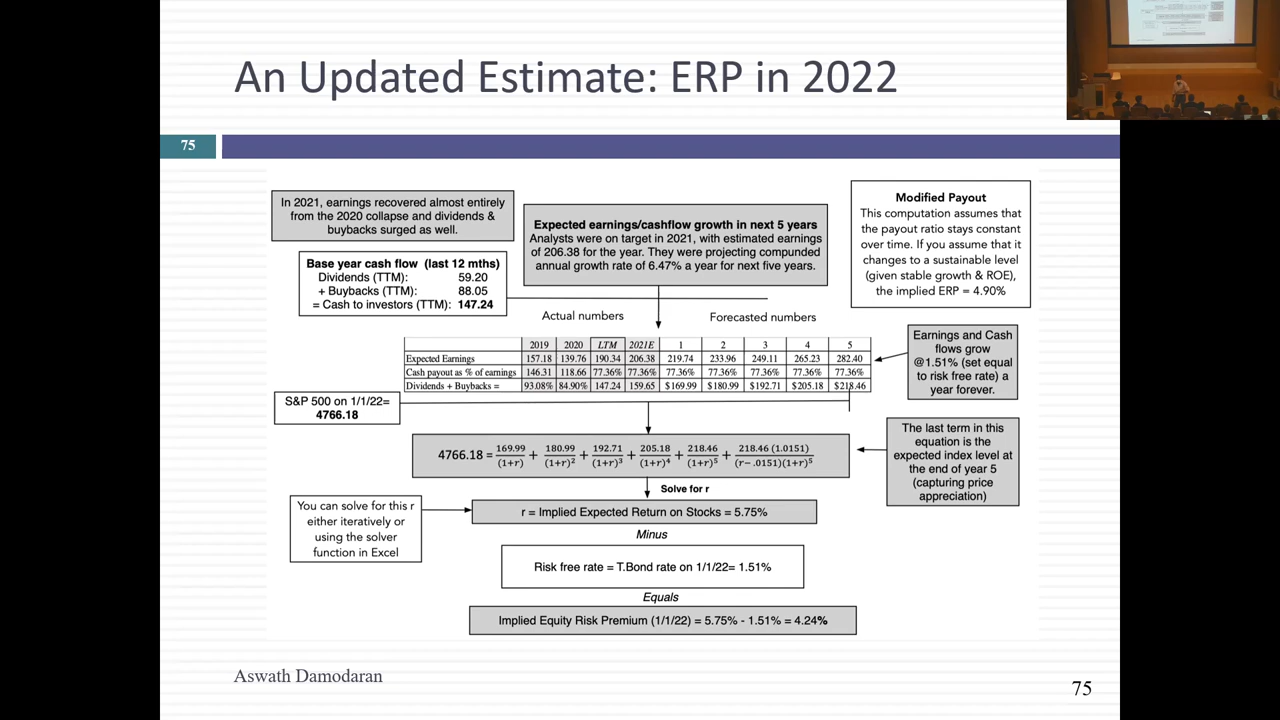 An Updated Estimate: ERP in 2022
75
In 2021, earnings recovered almost entirely
from the 2020 collapse and dividends &
buybacks surged as well.
Base year cash flow (last 12 mths)
Dividends (TTM): 59.20
+ Buybacks (TTM): 88.05
= Cash to investors (TTM): 147.24
Expected earnings/cashflow growth in next 5 years
Analysts were on target in 2021, with estimated earnings
of 206.38 for the year. They were projecting compunded
annual growth rate of 6.47% a year for next five years.
Modified Payout
This computation assumes that
the payout ratio stays constant
over time. If you assume that it
changes to a sustainable level
(given stable growth & ROE),
the implied ERP = 4.90%
Actual numbers
Forecasted numbers
2019 2020 LTM 2021E 1 2 3 4 5
Expected Earnings 157.18 139.76 190.34 206.38 219.74 233.96 249.11 265.23 282.40
Cash payout as % of earnings 146.31 118.66 77.36% 77.36% 77.36% 77.36% 77.36% 77.36% 77.36%
Dividends + Buybacks = 93.08% 84.90% 147.24 159.65 $169.99 $180.99 $192.71 $205.18 $218.46
Earnings and Cash
flows grow
@1.51% (set equal
to risk free rate) a
year forever.
S&P 500 on 1/1/22=
4766.18
4766.18 = 169.99/(1+r) + 180.99/(1+r)² + 192.71/(1+r)³ + 205.18/(1+r)⁴ + 218.46/(1+r)⁵ + 218.46 (1.0151)/(r−.0151)(1+r)⁵
The last term in this
equation is the
expected index level at
the end of year 5
(capturing price
appreciation)
Solve for r
You can solve for this r
either iteratively or
using the solver
function in Excel
r = Implied Expected Return on Stocks = 5.75%
Minus
Risk free rate = T.Bond rate on 1/1/22= 1.51%
Equals
Implied Equity Risk Premium (1/1/22) = 5.75% - 1.51% = 4.24%
Aswath Damodaran
75